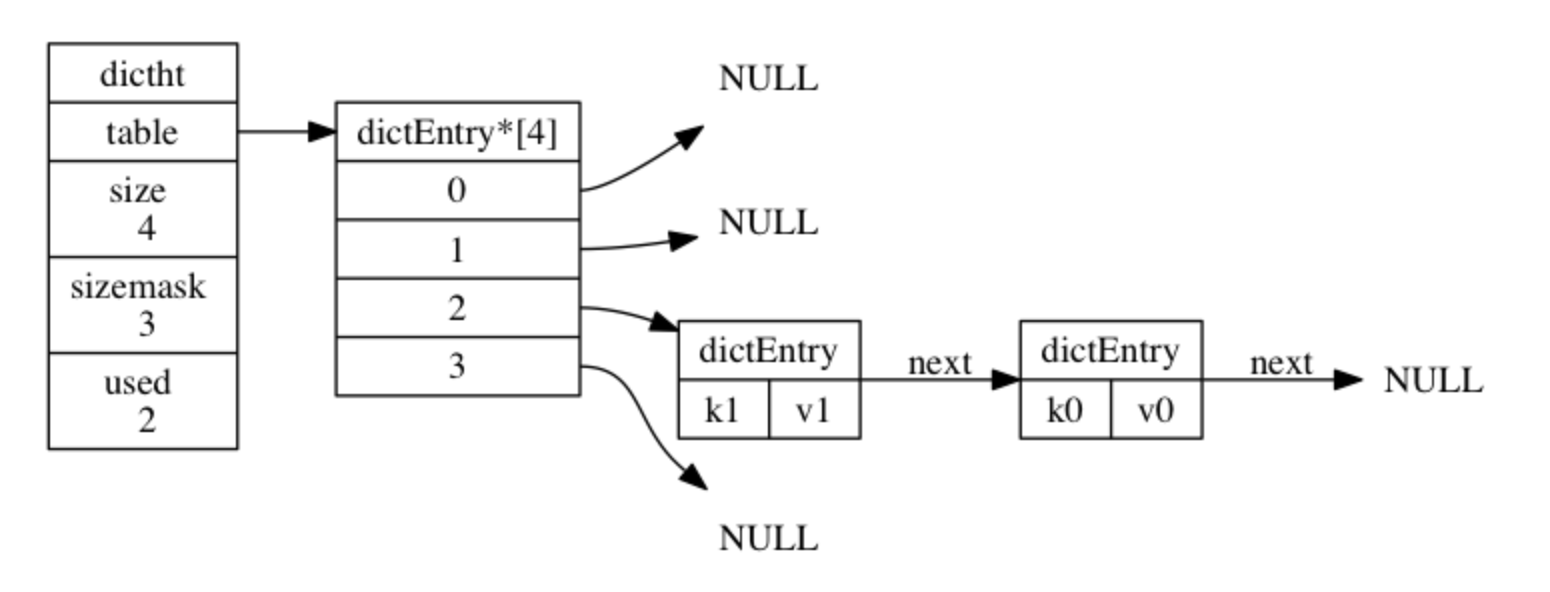 dictht
table
size
4
sizemask
3
used
2
dictEntry*[4]
0
1
2
3
NULL
NULL
dictEntry
k1 v1
next
dictEntry
k0 v0
next
NULL
NULL